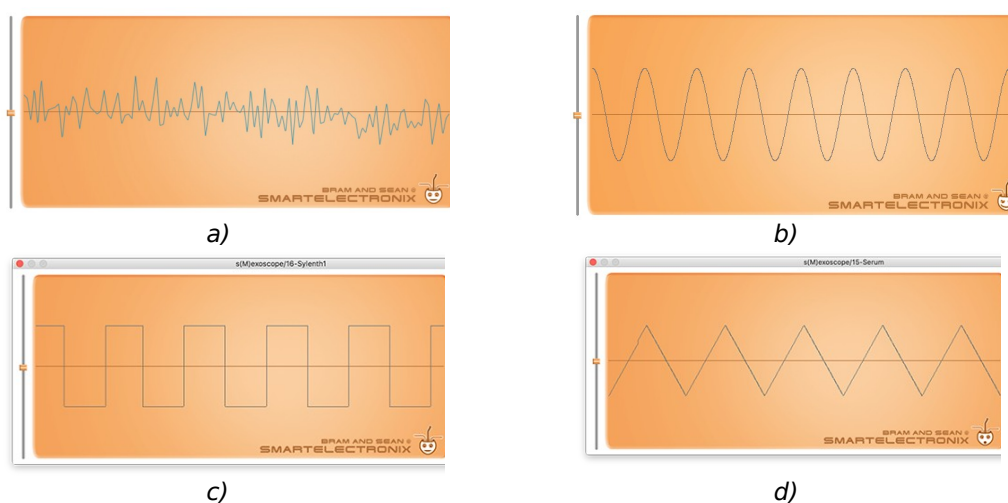 BRAM AND SEAN @
SMARTELECTRONIX
BRAM AND SEAN @
SMARTELECTRONIX
a)
b)
s(M)exoscope/16-Sylenth1
s(M)exoscope/15-Serum
BRAM AND SEAN @
SMARTELECTRONIX
BRAM AND SEAN @
SMARTELECTRONIX
c)
d)